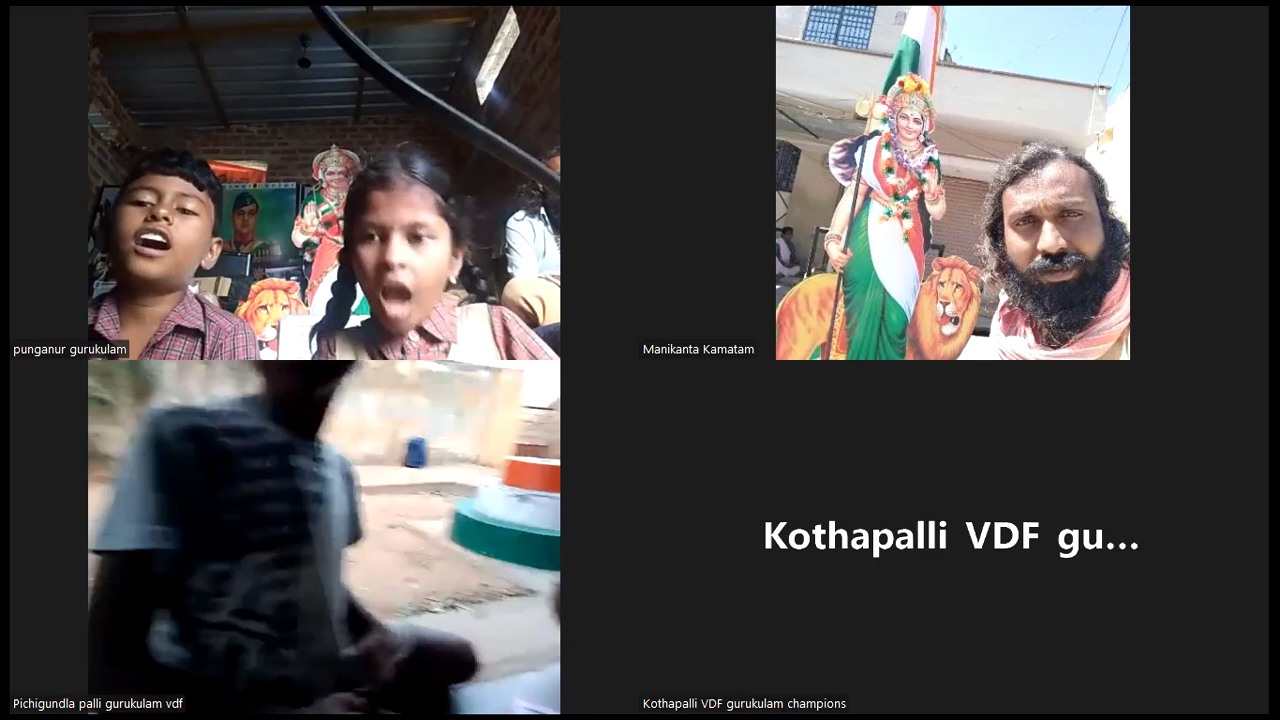 punganur gurukulam
Manikanta Kamatam
Kothapalli VDF gu...
Pichigundla palli gurukulam vdf
Kothapalli VDF gurukulam champions